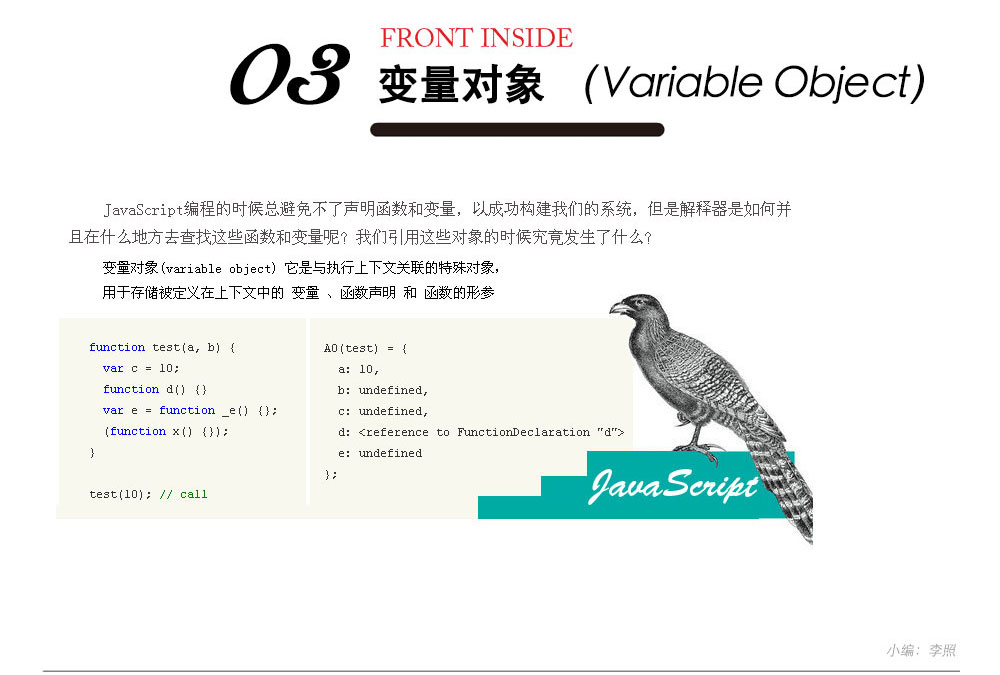 03
FRONT INSIDE
变量对象 (Variable Object)
JavaScript编程的时候总避免不了声明函数和变量，以成功构建我们的系统，但是解释器是如何并
且在什么地方去查找这些函数和变量呢？我们引用这些对象的时候究竟发生了什么？
变量对象(variable object) 它是与执行上下文关联的特殊对象，
用于存储被定义在上下文中的 变量 、函数声明 和 函数的形参
function test(a, b) {
var c = 10;
function d() {}
var e = function _e() {};
(function x() {});
}
test(10); // call
AO(test) = {
a: 10,
b: undefined,
c: undefined,
d: <reference to FunctionDeclaration "d">
e: undefined
};
JavaScript
小编：李照